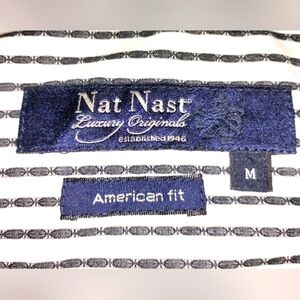 Nat Nast
Luxury Originals
established 1946
M
American fit